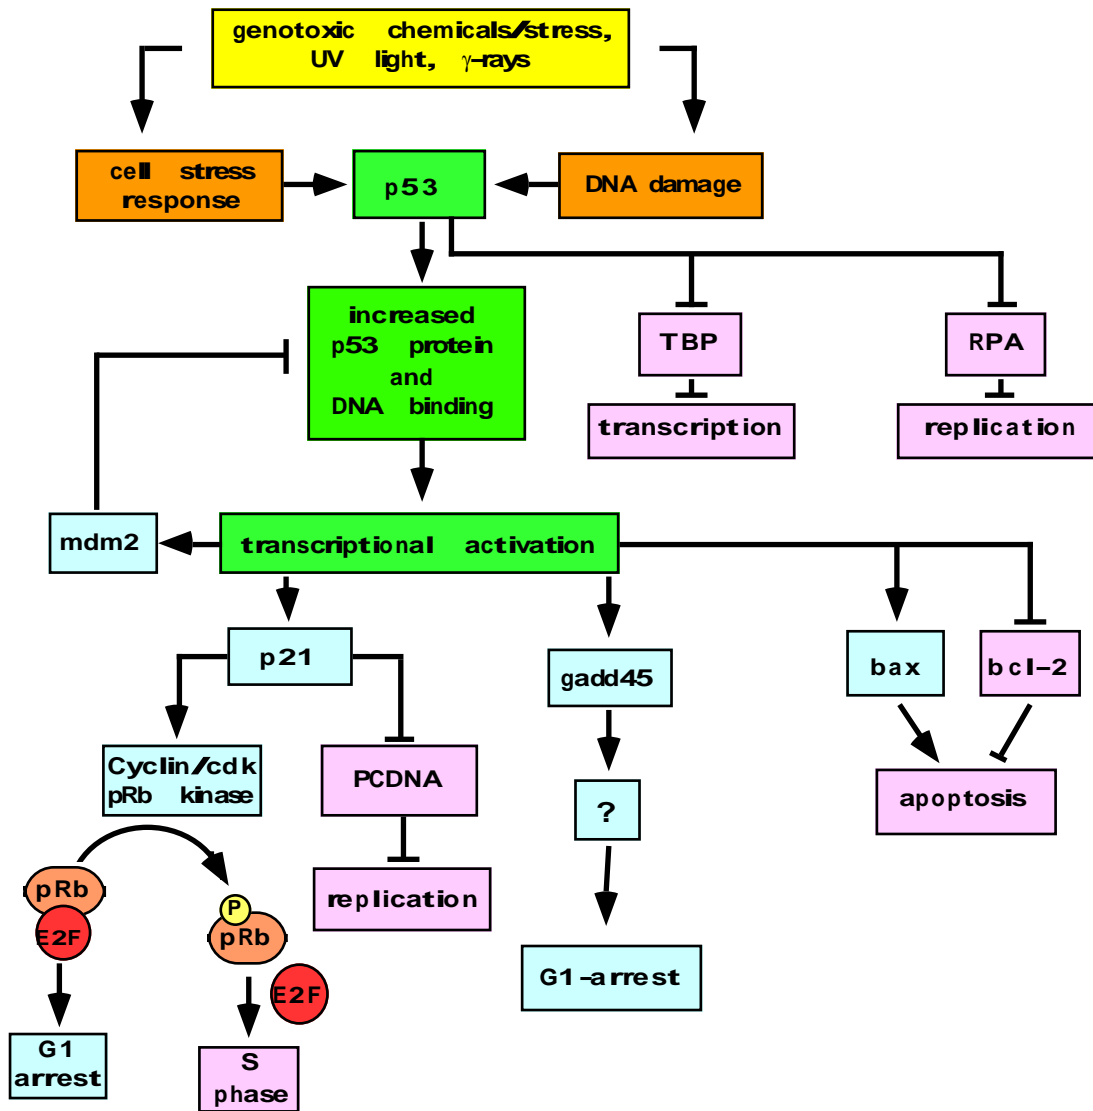 genotoxic chemicals/stress,
UV light, γ-rays
cell stress
response
p53
DNA damage
increased
p53 protein
and
DNA binding
TBP
RPA
transcription
replication
mdm2
transcriptional activation
p21
gadd45
bax
bcl-2
Cyclin/cdk
pRb kinase
PCDNA
?
apoptosis
pRb
E2F
P
pRb
E2F
replication
G1-arrest
G1
arrest
S
phase